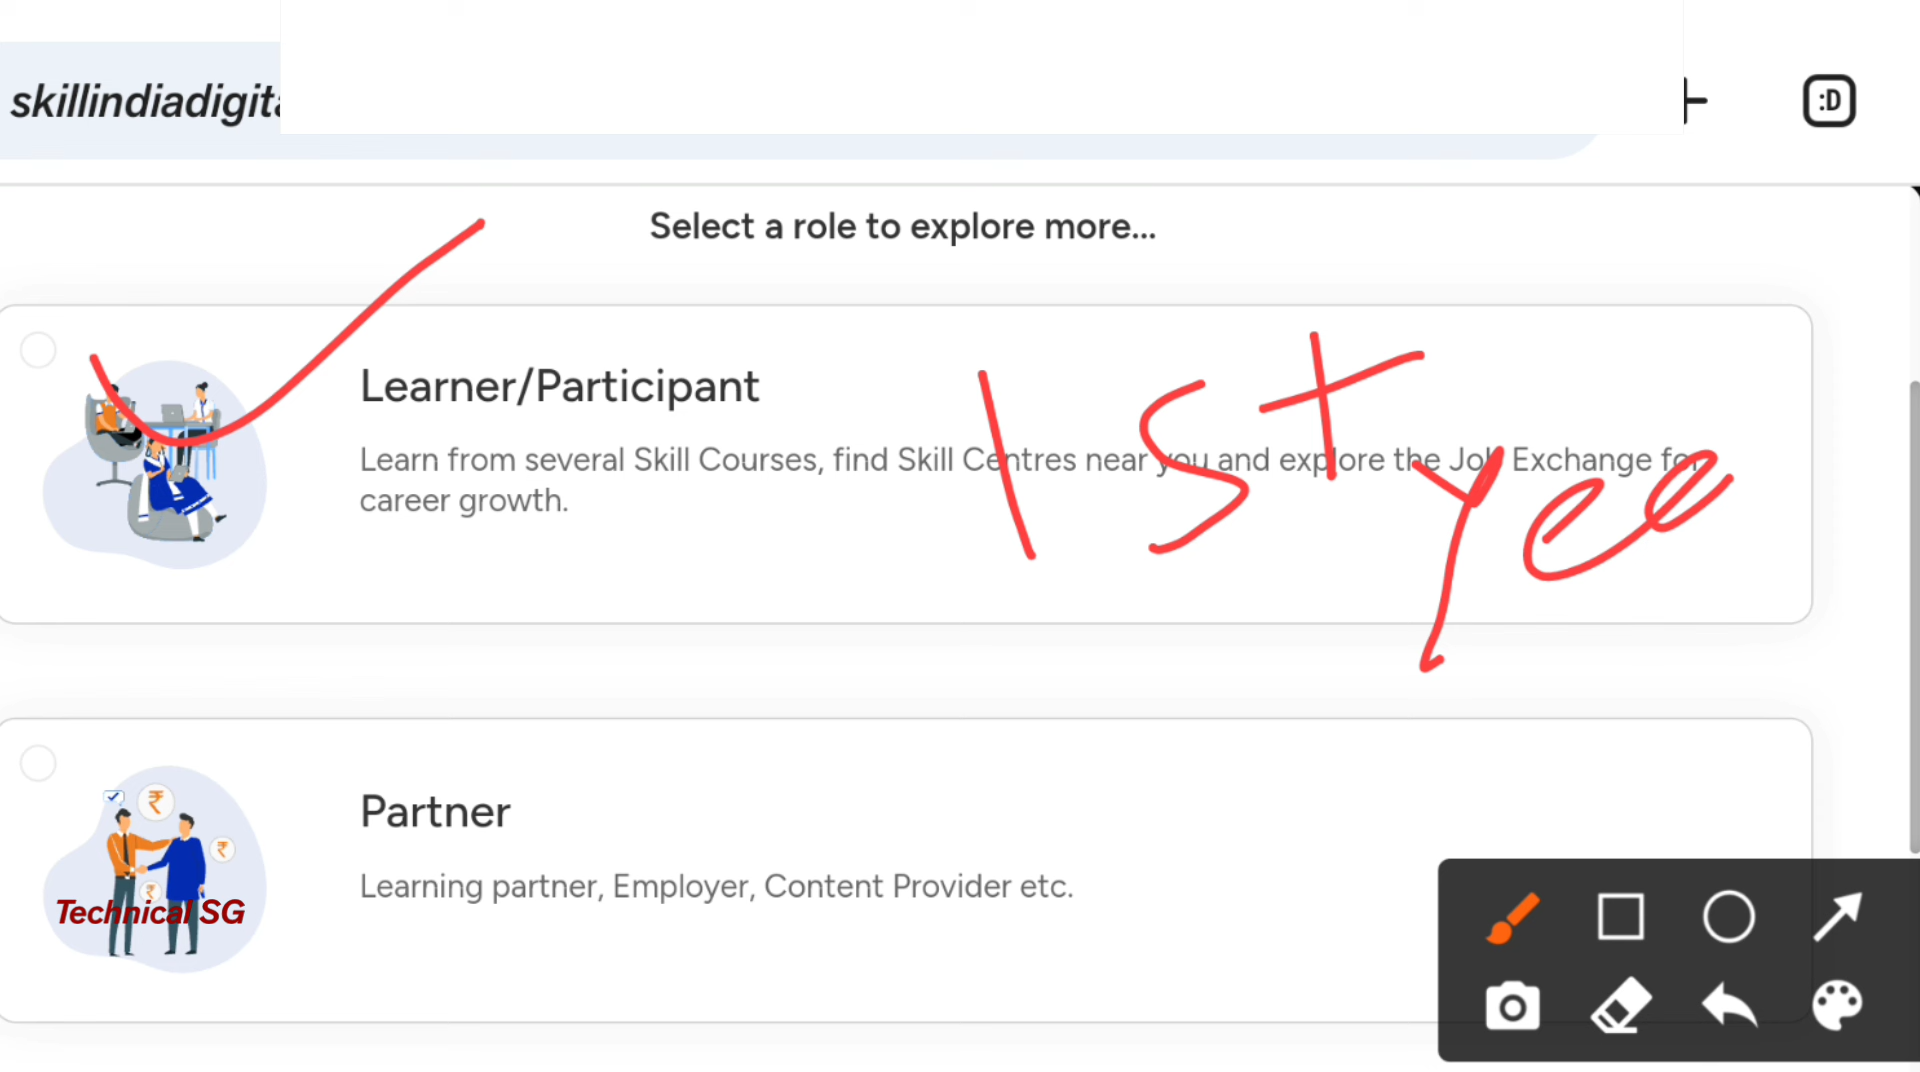 skillindiadigit
:D
Select a role to explore more...
Learner/Participant
Learn from several Skill Courses, find Skill Centres near you and explore the Job Exchange for
career growth.
1st yee
Partner
Learning partner, Employer, Content Provider etc.
Technical SG